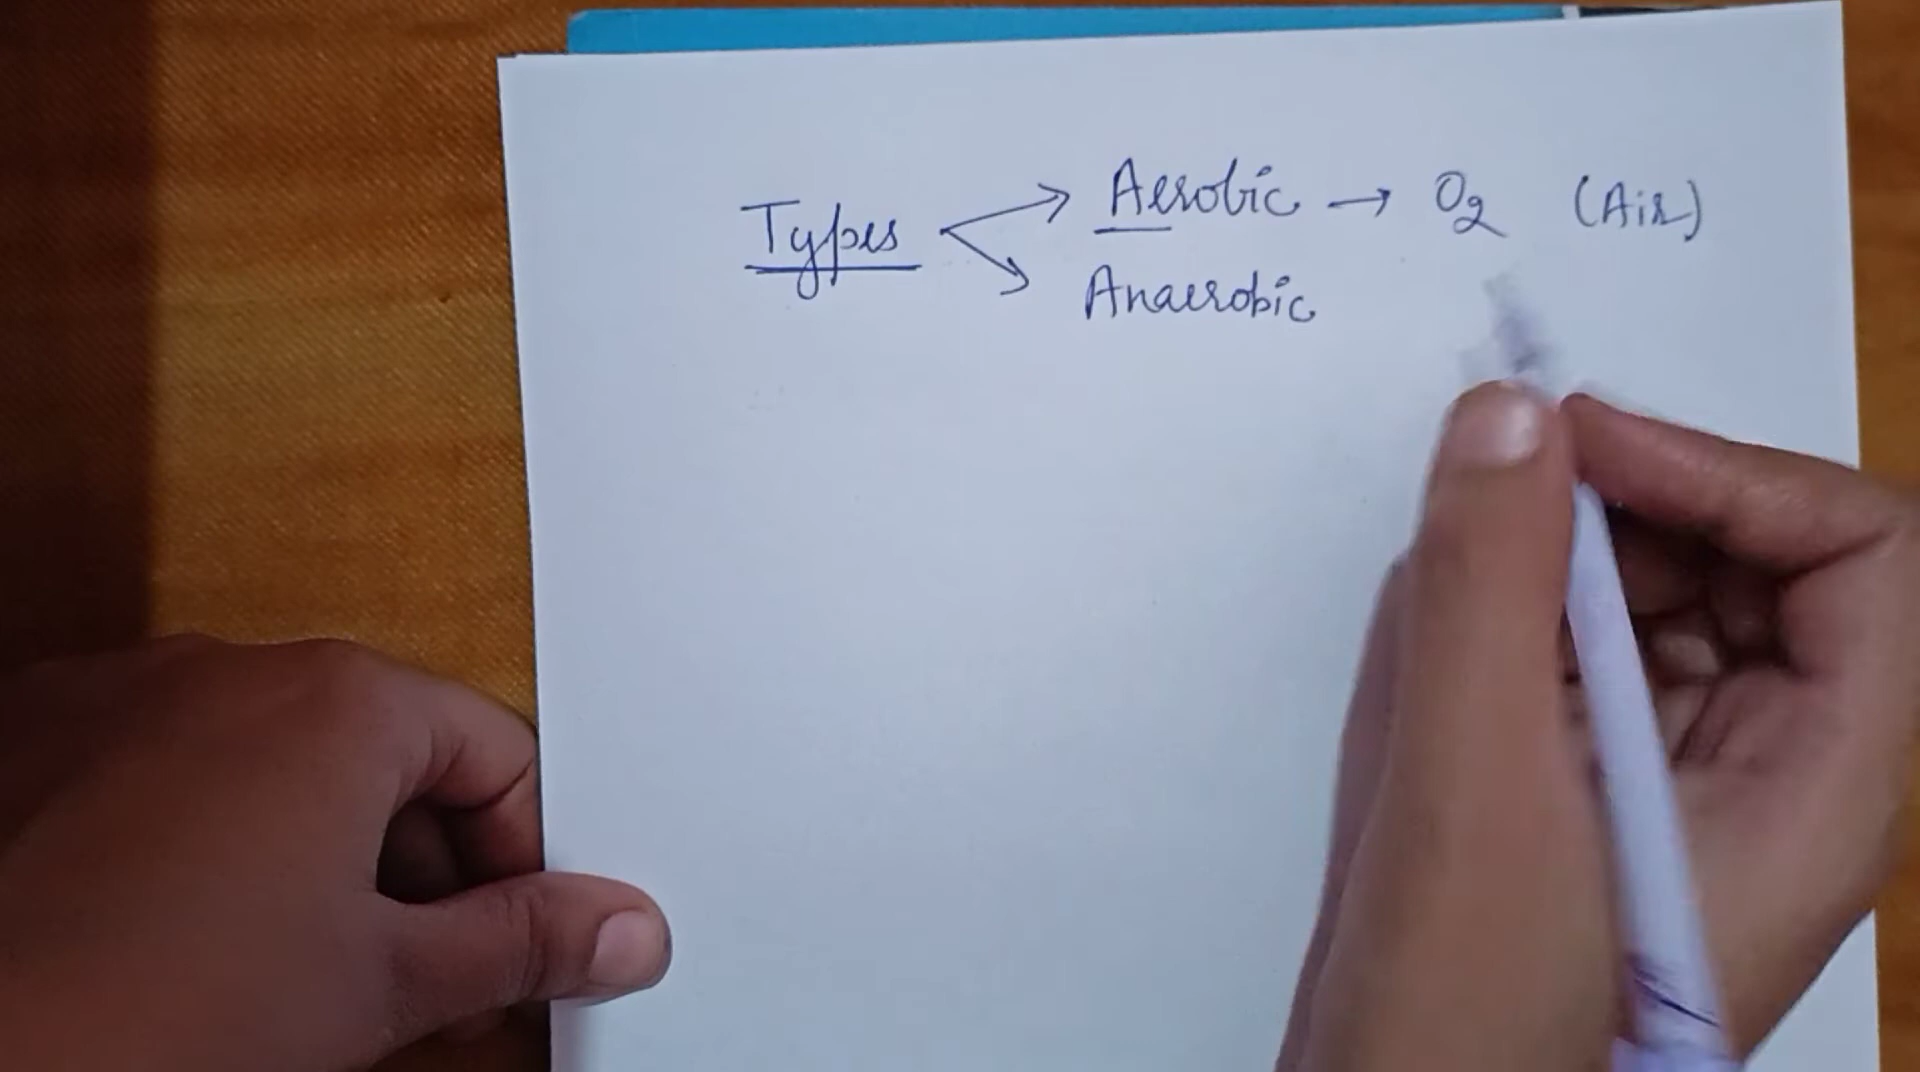 Types → Aerobic → O2 (Air)
→ Anaerobic